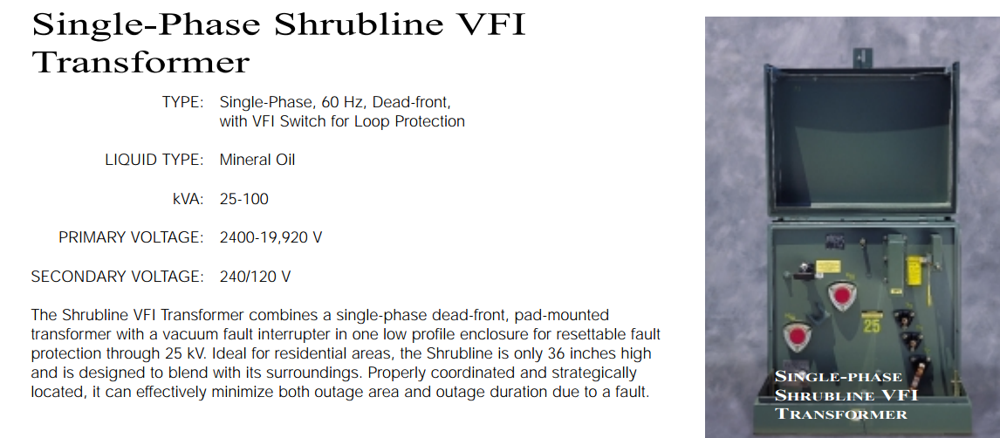 Single-Phase Shrubline VFI
Transformer
TYPE: Single-Phase, 60 Hz, Dead-front,
with VFI Switch for Loop Protection
LIQUID TYPE: Mineral Oil
kVA: 25-100
PRIMARY VOLTAGE: 2400-19,920 V
SECONDARY VOLTAGE: 240/120 V
The Shrubline VFI Transformer combines a single-phase dead-front, pad-mounted
transformer with a vacuum fault interrupter in one low profile enclosure for resettable fault
protection through 25 kV. Ideal for residential areas, the Shrubline is only 36 inches high
and is designed to blend with its surroundings. Properly coordinated and strategically
located, it can effectively minimize both outage area and outage duration due to a fault.
25
SINGLE-PHASE
SHRUBLINE VFI
TRANSFORMER